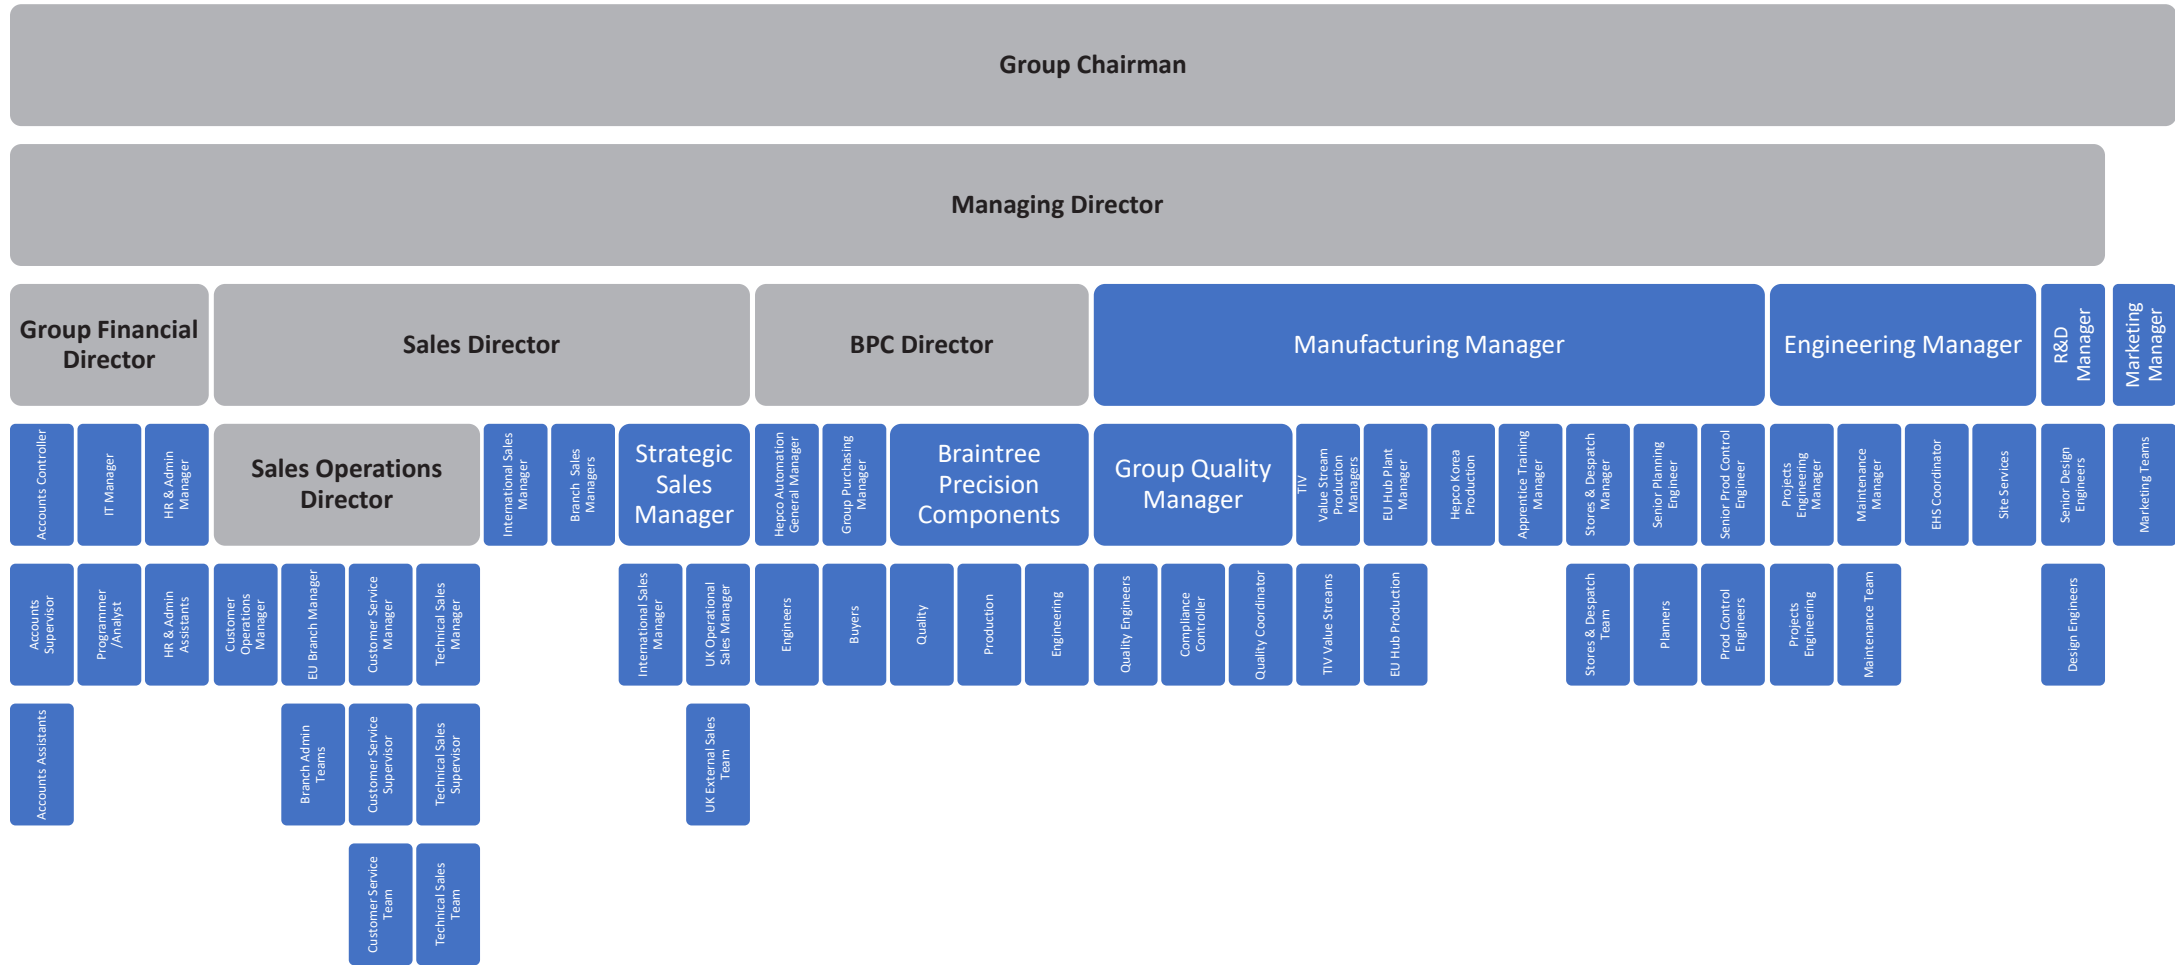 Group Chairman
Managing Director
Group Financial
Director
Sales Director
BPC Director
Manufacturing Manager
Engineering Manager
R&D
Manager
Marketing
Manager
Accounts Controller
IT Manager
HR & Admin
Manager
Sales Operations
Director
International Sales
Manager
Branch Sales
Managers
Strategic
Sales
Manager
Hepco Automation
General Manager
Group Purchasing
Manager
Braintree
Precision
Components
Group Quality
Manager
TIV
Value Stream
Production
Managers
EU Hub Plant
Manager
Hepco Korea
Production
Apprentice Training
Manager
Stores & Despatch
Manager
Senior Planning
Engineer
Senior Prod Control
Engineer
Projects
Engineering
Manager
Maintenance
Manager
EHS Coordinator
Site Services
Senior Design
Engineers
Marketing Teams
Accounts
Supervisor
Programmer
/Analyst
HR & Admin
Assistants
Customer
Operations
Manager
EU Branch Manager
Customer Service
Manager
Technical Sales
Manager
International Sales
Manager
UK Operational
Sales Manager
Engineers
Buyers
Quality
Production
Engineering
Quality Engineers
Compliance
Controller
Quality Coordinator
TIV Value Streams
EU Hub Production
Stores & Despatch
Team
Planners
Prod Control
Engineers
Projects
Engineering
Maintenance Team
Design Engineers
Accounts Assistants
Branch Admin
Teams
Customer Service
Supervisor
Technical Sales
Supervisor
UK External Sales
Team
Customer Service
Team
Technical Sales
Team